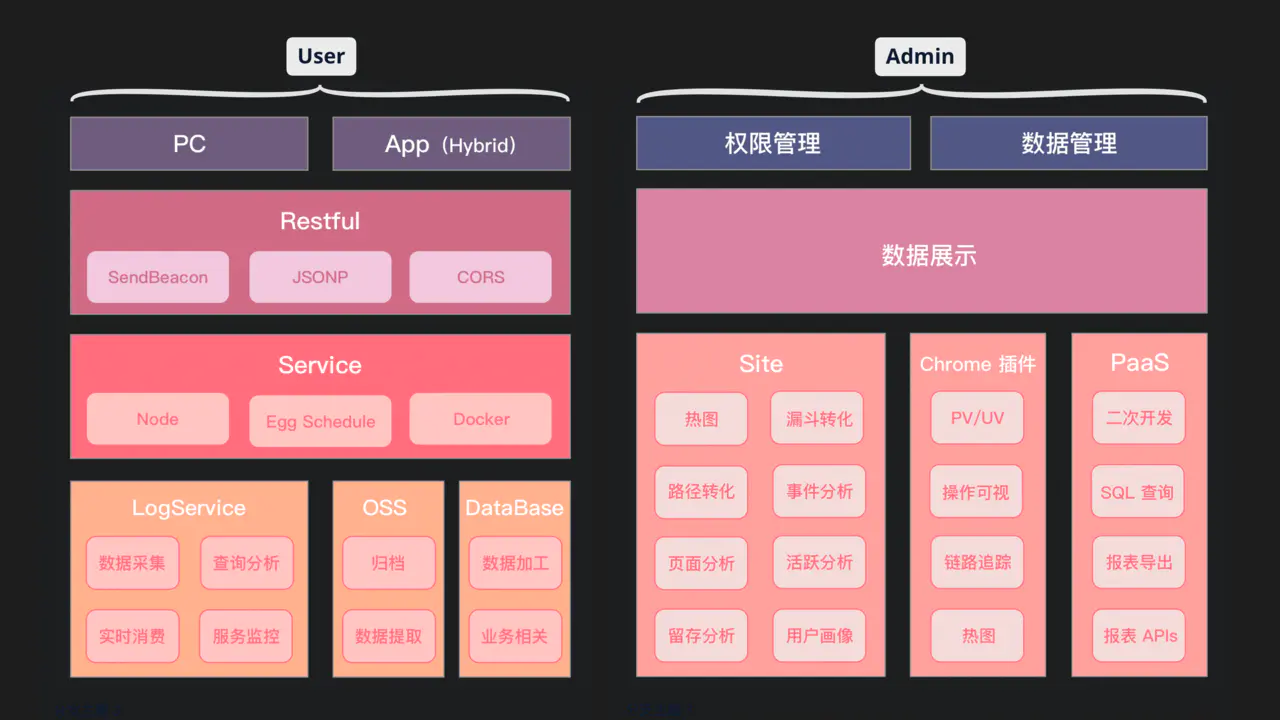 User
PC
App（Hybrid）
Restful
SendBeacon
JSONP
CORS
Service
Node
Egg Schedule
Docker
LogService
数据采集
查询分析
实时消费
服务监控
OSS
归档
数据提取
DataBase
数据加工
业务相关
Admin
权限管理
数据管理
数据展示
Site
热图
漏斗转化
路径转化
事件分析
页面分析
活跃分析
留存分析
用户画像
Chrome 插件
PV/UV
操作可视
链路追踪
热图
PaaS
二次开发
SQL 查询
报表导出
报表 APIs